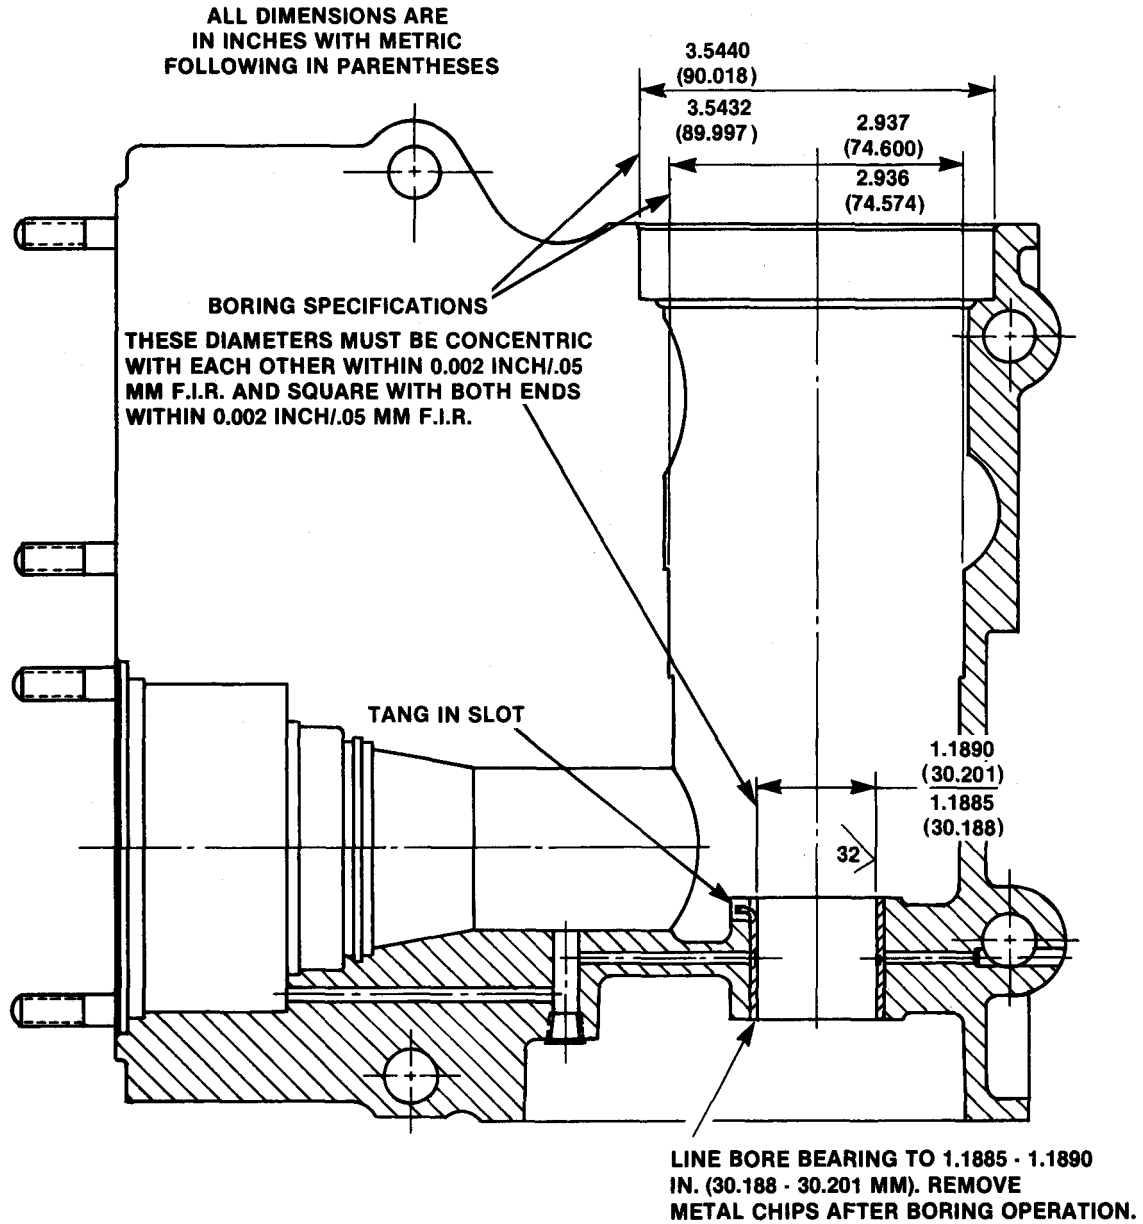 ALL DIMENSIONS ARE
IN INCHES WITH METRIC
FOLLOWING IN PARENTHESES
3.5440
(90.018)
3.5432
(89.997)
2.937
(74.600)
2.936
(74.574)
BORING SPECIFICATIONS
THESE DIAMETERS MUST BE CONCENTRIC
WITH EACH OTHER WITHIN 0.002 INCH/.05
MM F.I.R. AND SQUARE WITH BOTH ENDS
WITHIN 0.002 INCH/.05 MM F.I.R.
TANG IN SLOT
1.1890
(30.201)
1.1885
(30.188)
32
LINE BORE BEARING TO 1.1885 - 1.1890
IN. (30.188 - 30.201 MM). REMOVE
METAL CHIPS AFTER BORING OPERATION.